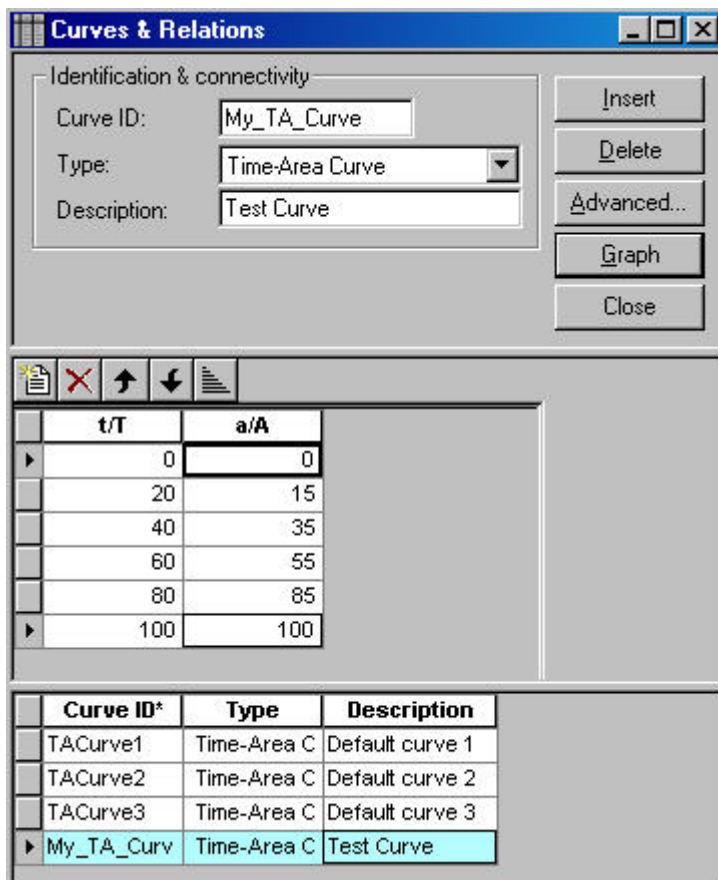 Curves & Relations
Identification & connectivity
Curve ID: My_TA_Curve
Type: Time-Area Curve
Description: Test Curve
Insert
Delete
Advanced...
Graph
Close
t/T a/A
0 0
20 15
40 35
60 55
80 85
100 100
Curve ID* Type Description
TACurve1 Time-Area C Default curve 1
TACurve2 Time-Area C Default curve 2
TACurve3 Time-Area C Default curve 3
My_TA_Curv Time-Area C Test Curve